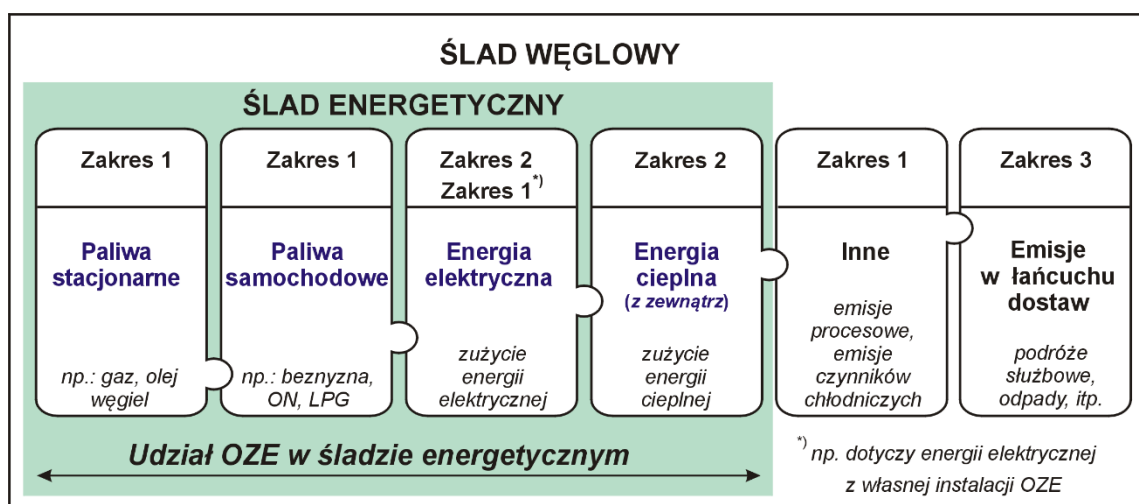 ŚLAD WĘGLOWY
ŚLAD ENERGETYCZNY
Zakres 1
Paliwa
stacjonarne
np.: gaz, olej
węgiel
Zakres 1
Paliwa
samochodowe
np.: beznyzna,
ON, LPG
Zakres 2
Zakres 1*)
Energia
elektryczna
zużycie
energii
elektrycznej
Zakres 2
Energia
cieplna
(z zewnątrz)
zużycie
energii
cieplnej
Zakres 1
Inne
emisje
procesowe,
emisje
czynników
chłodniczych
Zakres 3
Emisje
w łańcuchu
dostaw
podróże
służbowe,
odpady, itp.
Udział OZE w śladzie energetycznym
*) np. dotyczy energii elektrycznej
z własnej instalacji OZE